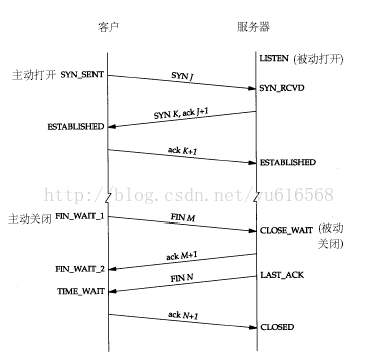 客户 服务器
LISTEN (被动打开)
主动打开 SYN_SENT
SYN J
SYN_RCVD
SYN K, ack J+1
ESTABLISHED
ack K+1
ESTABLISHED
http://blog.csdn.net/yu616568
主动关闭 FIN_WAIT_1
FIN M
CLOSE_WAIT (被动
关闭)
ack M+1
FIN_WAIT_2
FIN N
LAST_ACK
TIME_WAIT
ack N+1
CLOSED